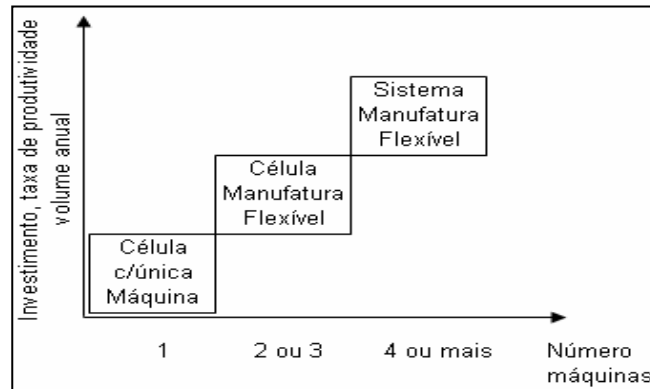 Investimento, taxa de produtividade
volume anual
Sistema
Manufatura
Flexível
Célula
Manufatura
Flexível
Célula
c/única
Máquina
1
2 ou 3
4 ou mais
Número
máquinas